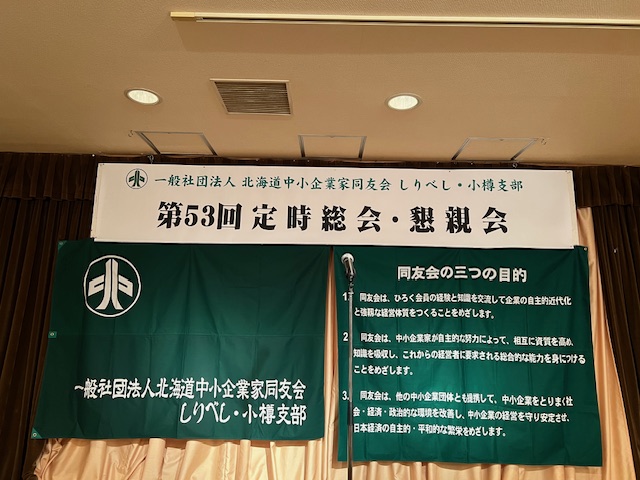 一般社団法人 北海道中小企業家同友会 しりべし・小樽支部
第53回 定時総会・懇親会
一般社団法人北海道中小企業家同友会
しりべし・小樽支部
同友会の三つの目的
1. 同友会は、ひろく会員の経験と知識を交流して企業の自主的近代化
と強靱な経営体質をつくることをめざします。
2. 同友会は、中小企業家が自主的な努力によって、相互に資質を高め、
知識を吸収し、これからの経営者に要求される総合的な能力を身につける
ことをめざします。
3. 同友会は、他の中小企業団体とも提携して、中小企業をとりまく社
会・経済・政治的な環境を改善し、中小企業の経営を守り安定させ、
日本経済の自主的・平和的な繁栄をめざします。